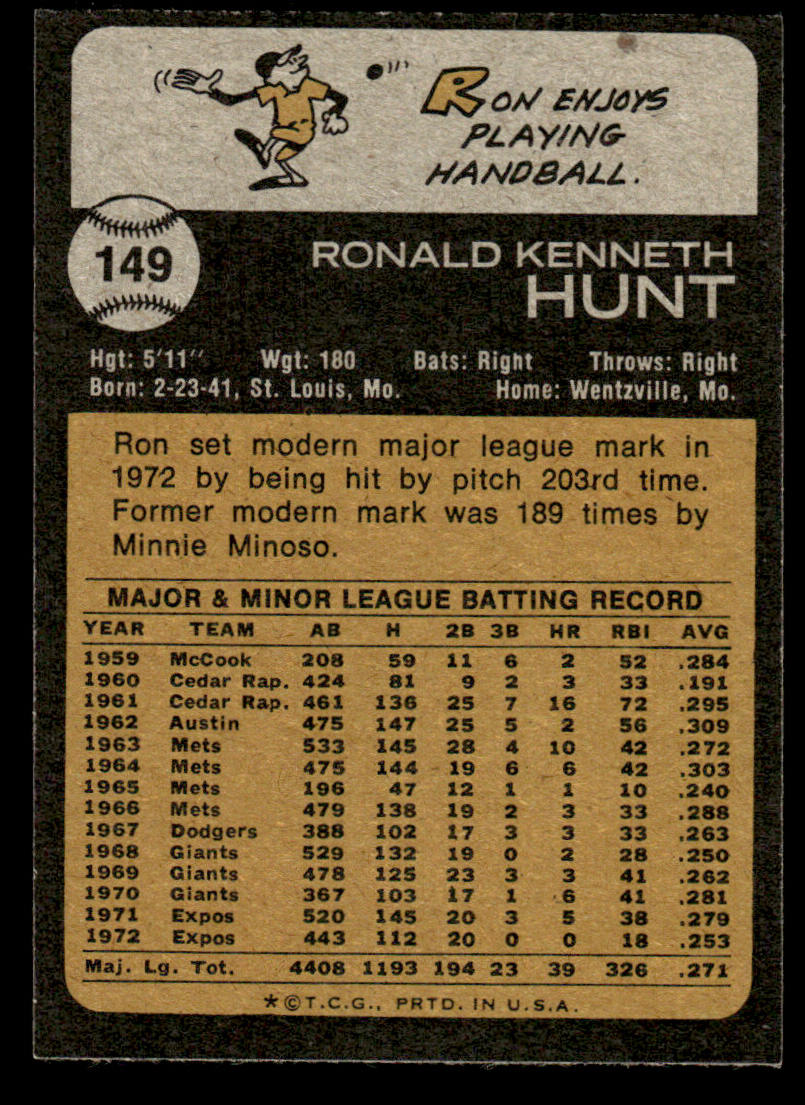 RON ENJOYS
PLAYING
HANDBALL.
149
RONALD KENNETH
HUNT
Hgt: 5'11" Wgt: 180 Bats: Right Throws: Right
Born: 2-23-41, St. Louis, Mo. Home: Wentzville, Mo.
Ron set modern major league mark in
1972 by being hit by pitch 203rd time.
Former modern mark was 189 times by
Minnie Minoso.
MAJOR & MINOR LEAGUE BATTING RECORD
YEAR TEAM AB H 2B 3B HR RBI AVG
1959 McCook 208 59 11 6 2 52 .284
1960 Cedar Rap. 424 81 9 2 3 33 .191
1961 Cedar Rap. 461 136 25 7 16 72 .295
1962 Austin 475 147 25 5 2 56 .309
1963 Mets 533 145 28 4 10 42 .272
1964 Mets 475 144 19 6 6 42 .303
1965 Mets 196 47 12 1 1 10 .240
1966 Mets 479 138 19 2 3 33 .288
1967 Dodgers 388 102 17 3 3 33 .263
1968 Giants 529 132 19 0 2 28 .250
1969 Giants 478 125 23 3 3 41 .262
1970 Giants 367 103 17 1 6 41 .281
1971 Expos 520 145 20 3 5 38 .279
1972 Expos 443 112 20 0 0 18 .253
Maj. Lg. Tot. 4408 1193 194 23 39 326 .271
*©T.C.G., PRTD. IN U.S.A.